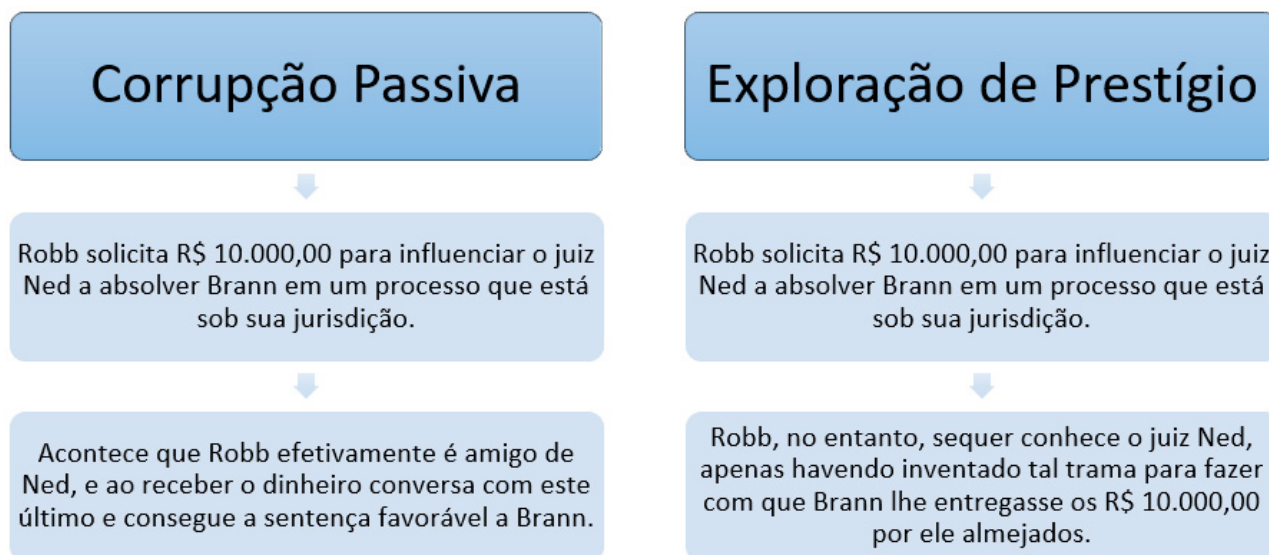 Corrupção Passiva
Robb solicita R$ 10.000,00 para influenciar o juiz
Ned a absolver Brann em um processo que está
sob sua jurisdição.
Acontece que Robb efetivamente é amigo de
Ned, e ao receber o dinheiro conversa com este
último e consegue a sentença favorável a Brann.
Exploração de Prestígio
Robb solicita R$ 10.000,00 para influenciar o juiz
Ned a absolver Brann em um processo que está
sob sua jurisdição.
Robb, no entanto, sequer conhece o juiz Ned,
apenas havendo inventado tal trama para fazer
com que Brann lhe entregasse os R$ 10.000,00
por ele almejados.